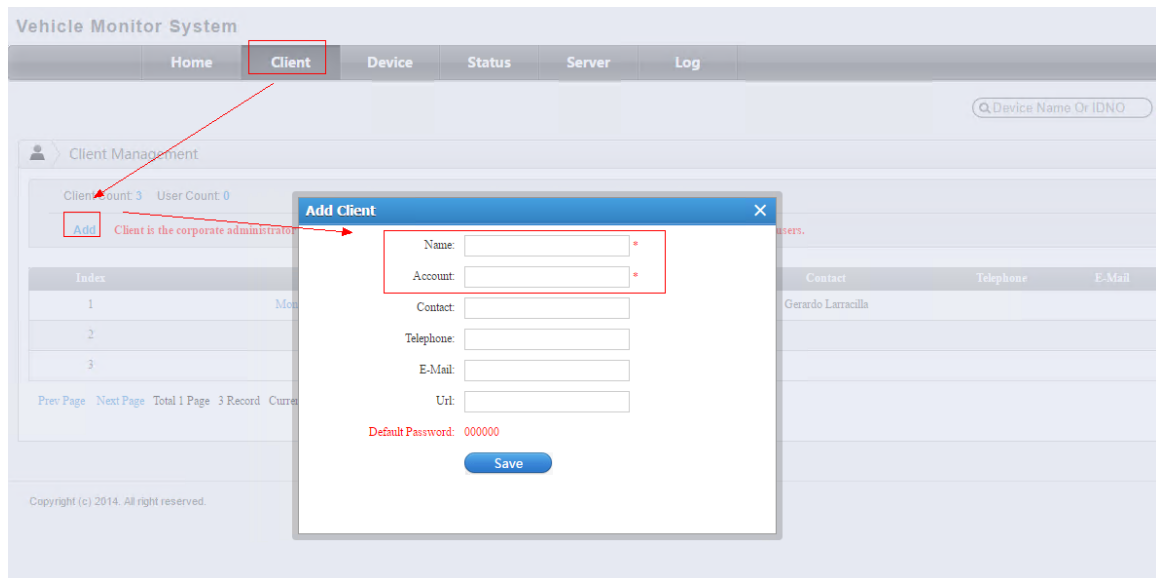 Vehicle Monitor System
Home Client Device Status Server Log
Device Name Or IDNO
Client Management
Client Count: 3 User Count: 0
Add Client is the corporate administrator users.
Add Client
Name: *
Account: *
Contact:
Telephone:
E-Mail:
Url:
Default Password: 000000
Save
Index Contact Telephone E-Mail
1 Mon Gerardo Larracilla
2
3
Prev Page Next Page Total 1 Page 3 Record Curre
Copyright (c) 2014. All right reserved.